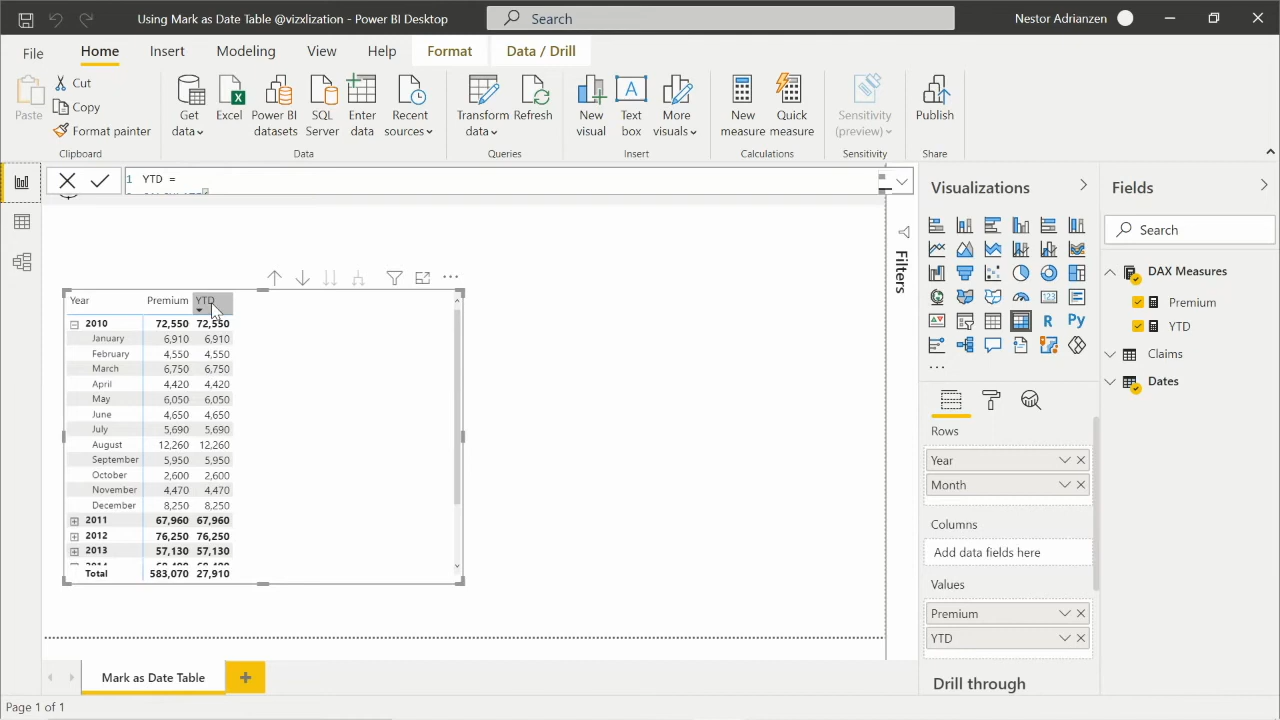 Using Mark as Date Table @vizxlization - Power BI Desktop
Search
Nestor Adrianzen
File
Home
Insert
Modeling
View
Help
Format
Data / Drill
Paste
Cut
Copy
Format painter
Clipboard
Get data
Excel
Power BI datasets
SQL Server
Enter data
Recent sources
Data
Transform data
Refresh
Queries
New visual
Text box
More visuals
Insert
New measure
Quick measure
Calculations
Sensitivity (preview)
Sensitivity
Publish
Share
1 YTD =
Year Premium YTD
2010 72,550 72,550
January 6,910 6,910
February 4,550 4,550
March 6,750 6,750
April 4,420 4,420
May 6,050 6,050
June 4,650 4,650
July 5,690 5,690
August 12,260 12,260
September 5,950 5,950
October 2,600 2,600
November 4,470 4,470
December 8,250 8,250
2011 67,960 67,960
2012 76,250 76,250
2013 57,130 57,130
Total 583,070 27,910
Filters
Visualizations
R
Py
123
Rows
Year
Month
Columns
Add data fields here
Values
Premium
YTD
Drill through
Fields
Search
DAX Measures
Premium
YTD
Claims
Dates
Mark as Date Table
Page 1 of 1